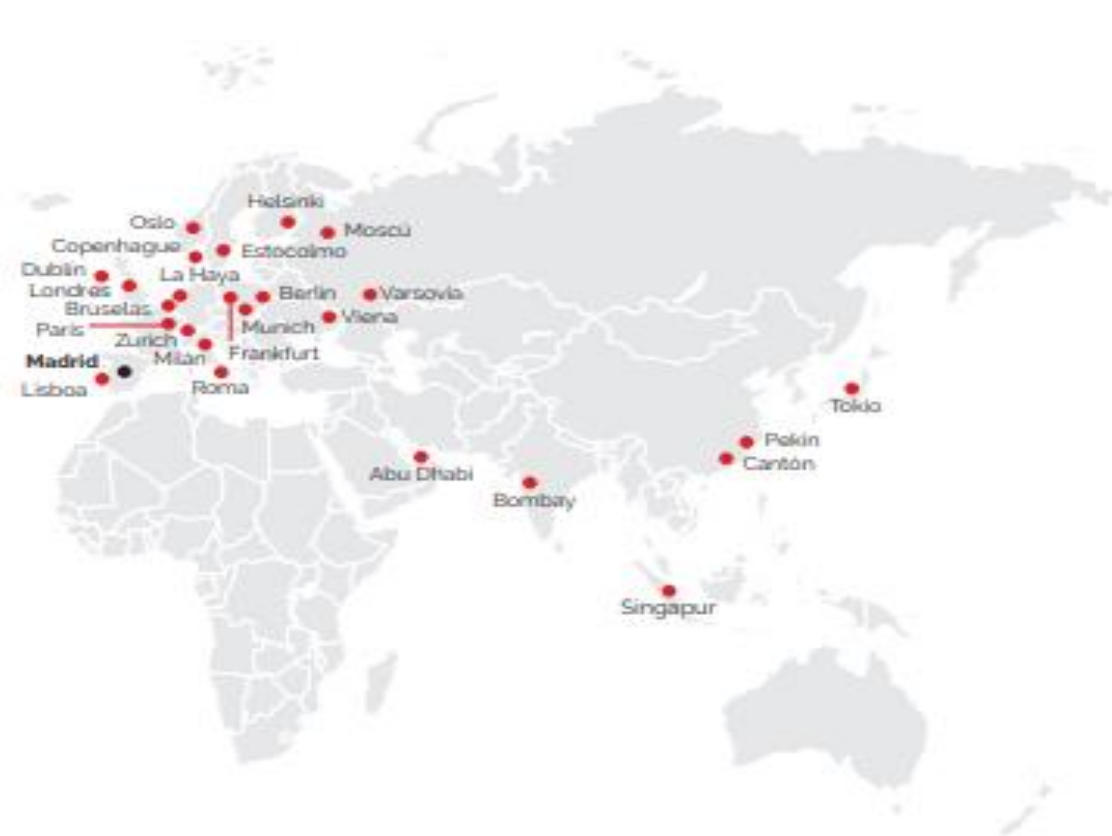 Helsinki
Oslo
Moscú
Copenhague
Estocolmo
Dublin
La Haya
Londres
Berlin
Varsovia
Bruselas
Viena
Paris
Munich
Zurich
Milán
Frankfurt
Madrid
Lisboa
Roma
Tokio
Pekin
Cantón
Abu Dhabi
Bombay
Singapur